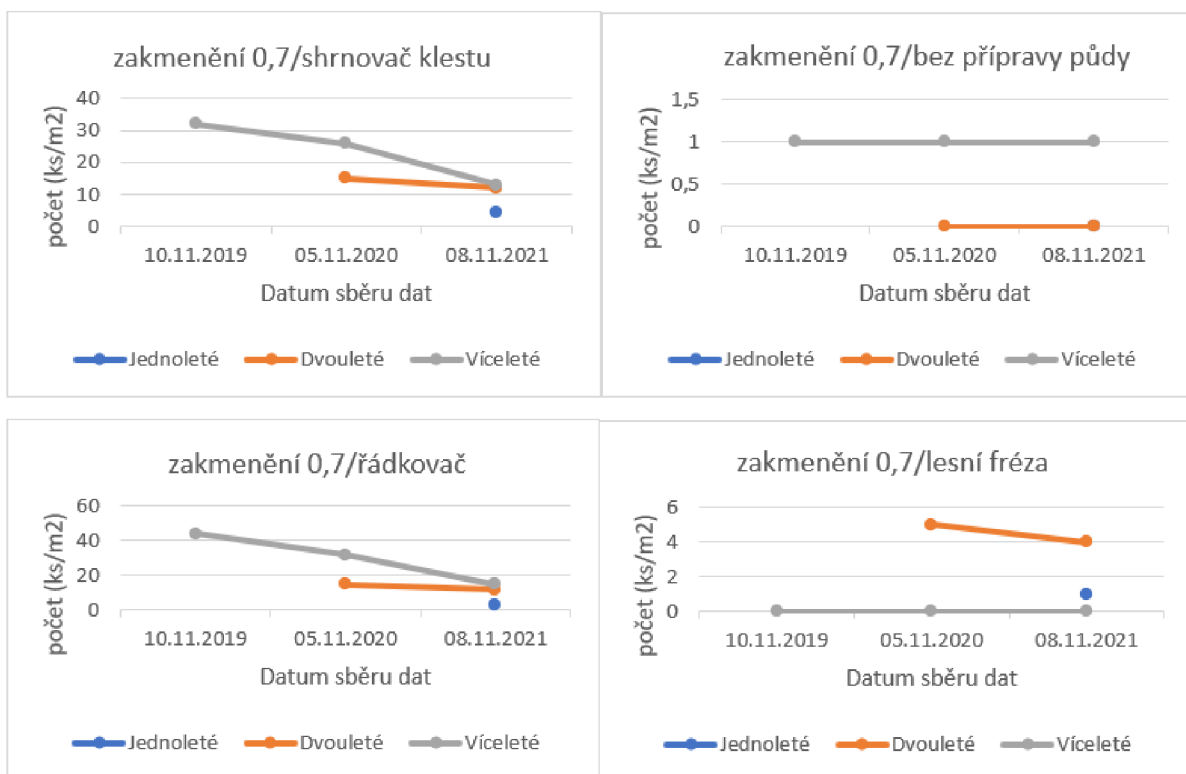 zakmenění 0,7/shrnovač klestu
počet (ks/m2)
40
30
20
10
0
10.11.2019 05.11.2020 08.11.2021
Datum sběru dat
Jednoleté Dvouleté Víceleté
zakmenění 0,7/bez přípravy půdy
počet (ks/m2)
1,5
1
0,5
0
10.11.2019 05.11.2020 08.11.2021
Datum sběru dat
Jednoleté Dvouleté Víceleté
zakmenění 0,7/řádkovač
počet (ks/m2)
60
40
20
0
10.11.2019 05.11.2020 08.11.2021
Datum sběru dat
Jednoleté Dvouleté Víceleté
zakmenění 0,7/lesní fréza
počet (ks/m2)
6
4
2
0
10.11.2019 05.11.2020 08.11.2021
Datum sběru dat
Jednoleté Dvouleté Víceleté